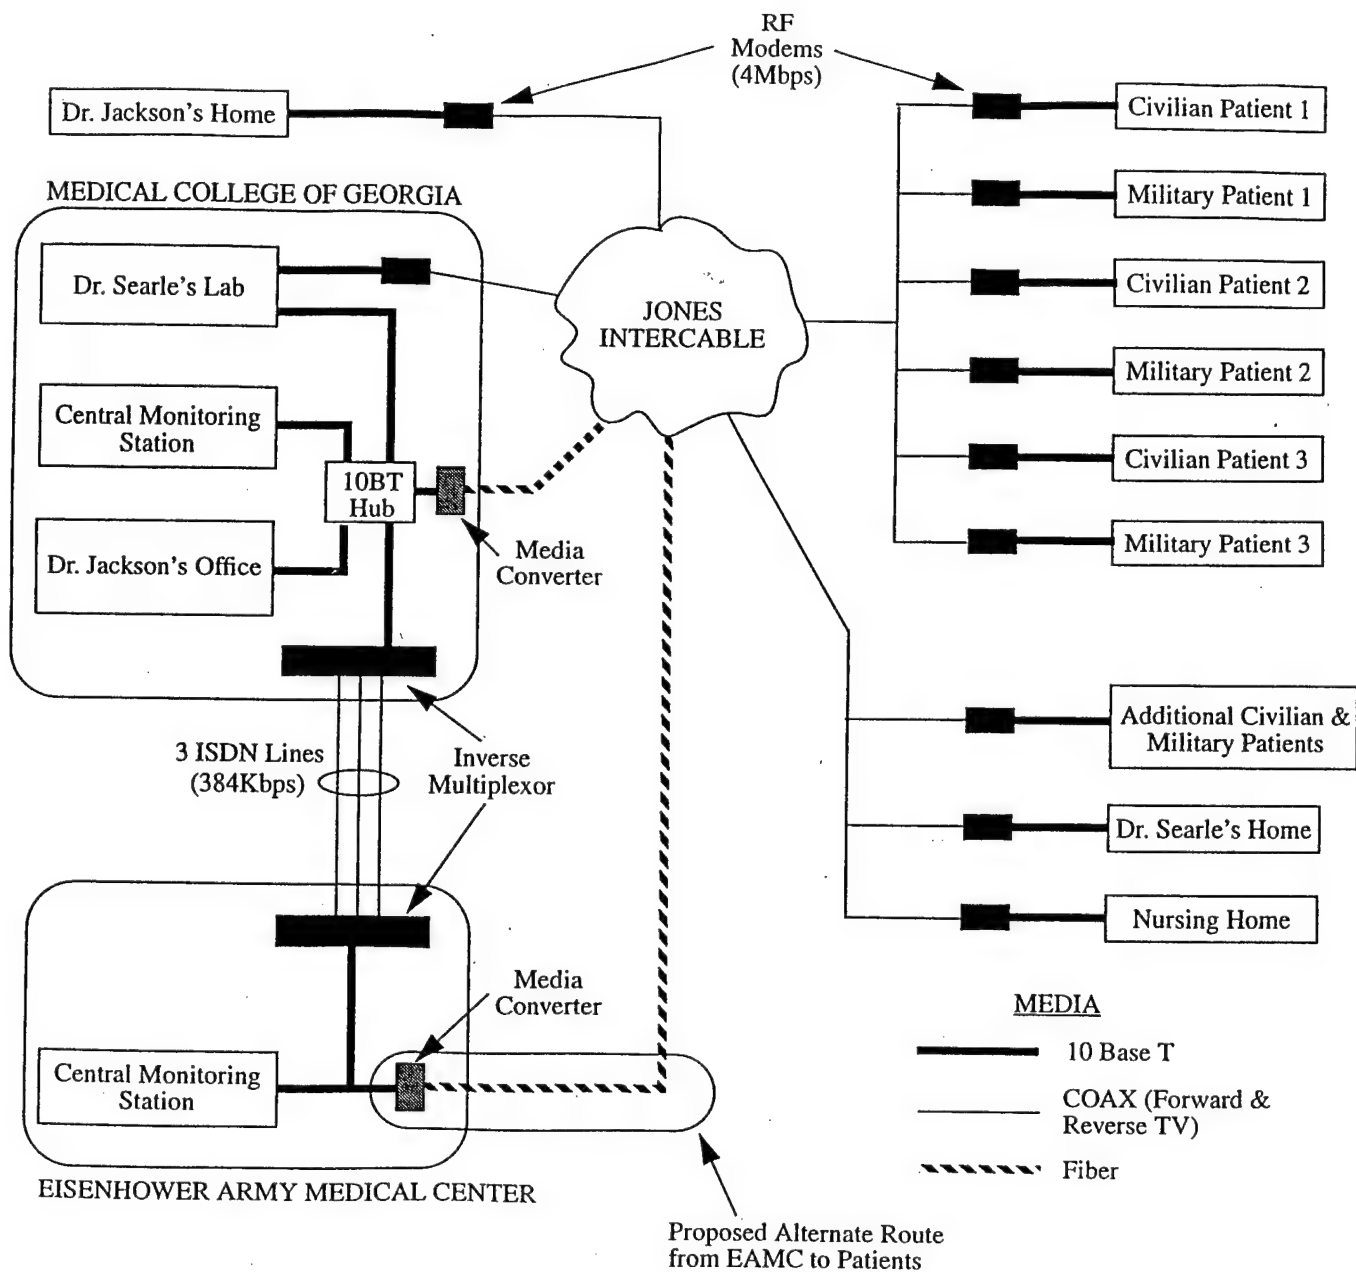 RF
Modems
(4Mbps)
Dr. Jackson's Home
Civilian Patient 1
MEDICAL COLLEGE OF GEORGIA
Military Patient 1
Dr. Searle's Lab
Civilian Patient 2
JONES
INTERCABLE
Military Patient 2
Central Monitoring
Station
Civilian Patient 3
10BT
Hub
Military Patient 3
Dr. Jackson's Office
Media
Converter
Additional Civilian &
Military Patients
3 ISDN Lines
(384Kbps)
Inverse
Multiplexor
Dr. Searle's Home
Nursing Home
Media
Converter
MEDIA
10 Base T
Central Monitoring
Station
COAX (Forward &
Reverse TV)
Fiber
EISENHOWER ARMY MEDICAL CENTER
Proposed Alternate Route
from EAMC to Patients